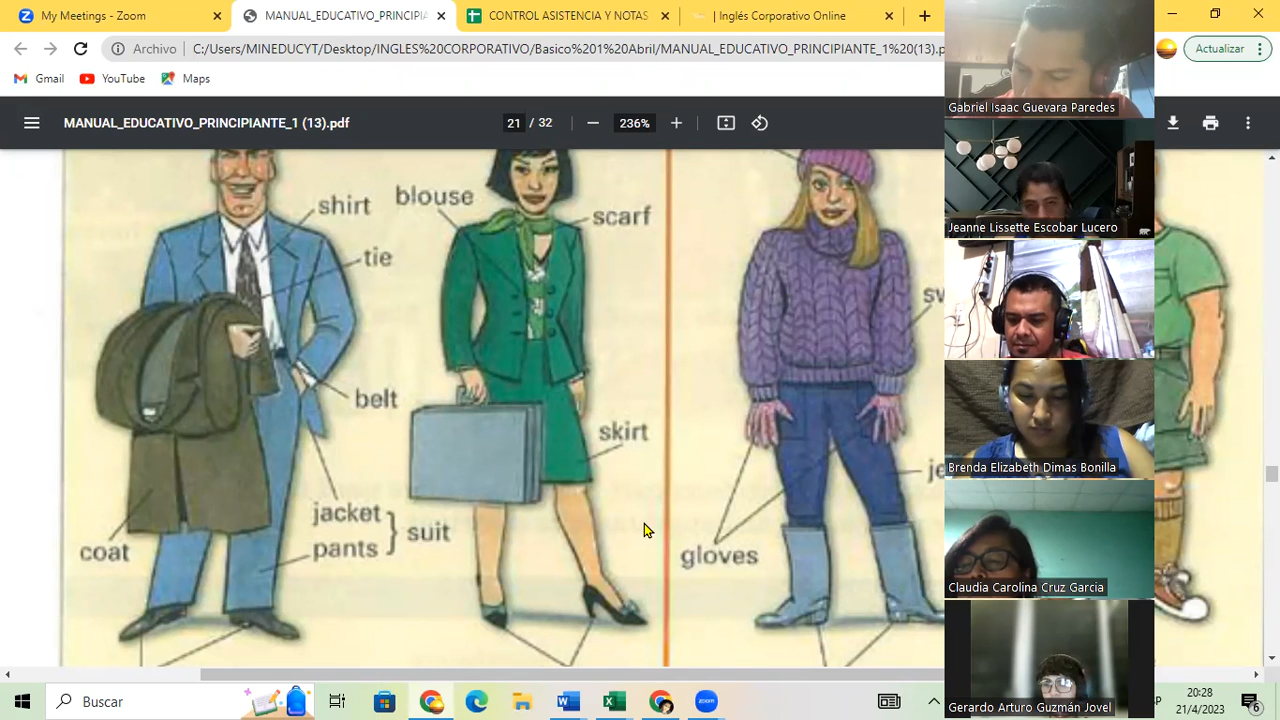 My Meetings - Zoom
MANUAL_EDUCATIVO_PRINCIPIA
CONTROL ASISTENCIA Y NOTAS
| Inglés Corporativo Online
Archivo
C:/Users/MINEDUCYT/Desktop/INGLES%20CORPORATIVO/Basico%201%20Abril/MANUAL_EDUCATIVO_PRINCIPIANTE_1%20(13).p
Actualizar
Gmail
YouTube
Maps
MANUAL_EDUCATIVO_PRINCIPIANTE_1 (13).pdf
21 / 32
236%
shirt
blouse
scarf
tie
belt
skirt
jacket
pants
suit
coat
gloves
Gabriel Isaac Guevara Paredes
Jeanne Lissette Escobar Lucero
Brenda Elizabeth Dimas Bonilla
Claudia Carolina Cruz Garcia
Gerardo Arturo Guzmán Jovel
Buscar
20:28
21/4/2023
6